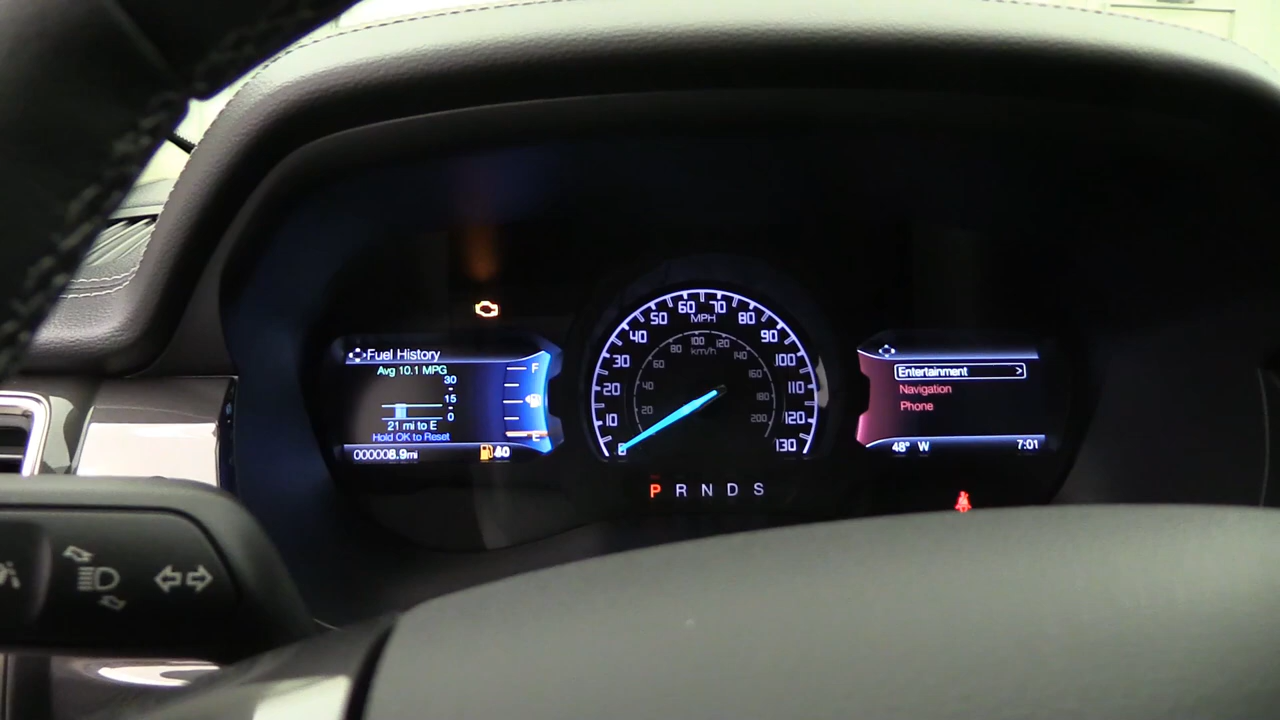 Fuel History
Avg 10.1 MPG
30
15
0
21 mi to E
Hold OK to Reset
000008.9mi
F
E
10
20
30
40
50
60
70
80
90
100
110
120
130
MPH
km/h
20
40
60
80
100
120
140
160
180
200
P R N D S
Entertainment >
Navigation
Phone
48° W 7:01